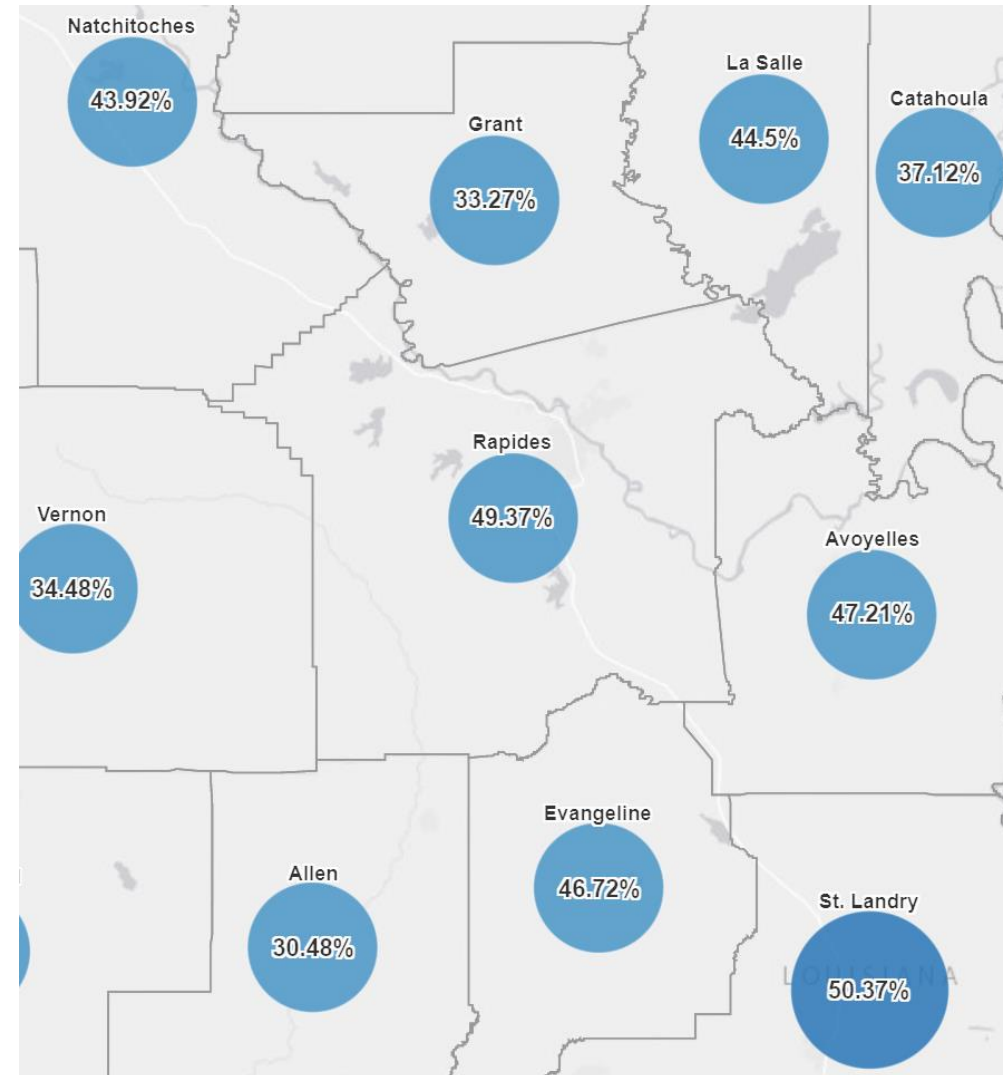 Natchitoches
43.92%
La Salle
44.5%
Catahoula
37.12%
Grant
33.27%
Rapides
49.37%
Vernon
34.48%
Avoyelles
47.21%
Evangeline
46.72%
Allen
30.48%
St. Landry
LOUISIANA
50.37%